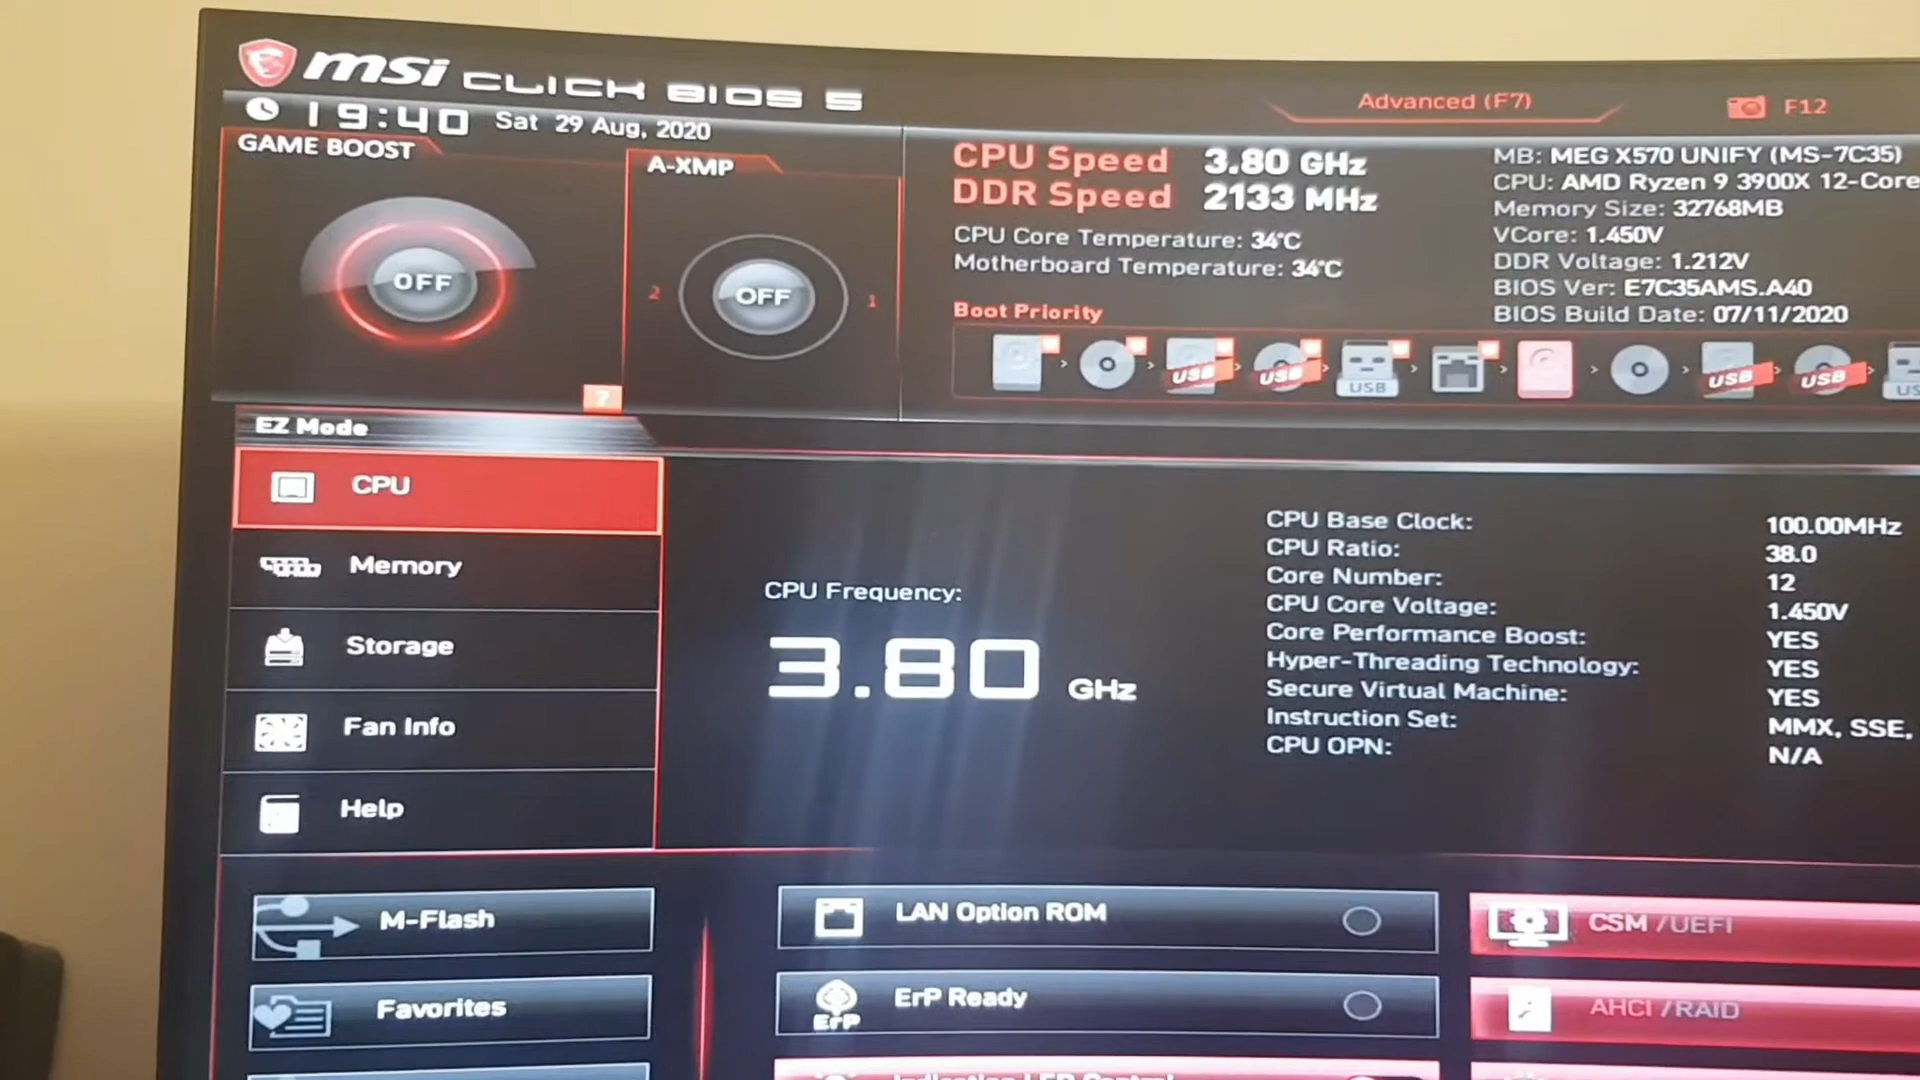 msi CLICK BIOS 5
19:40 Sat 29 Aug, 2020
Advanced (F7)
F12
GAME BOOST
OFF
?
A-XMP
2
OFF
1
CPU Speed 3.80 GHz
DDR Speed 2133 MHz
CPU Core Temperature: 34°C
Motherboard Temperature: 34°C
MB: MEG X570 UNIFY (MS-7C35)
CPU: AMD Ryzen 9 3900X 12-Core
Memory Size: 32768MB
VCore: 1.450V
DDR Voltage: 1.212V
BIOS Ver: E7C35AMS.A40
BIOS Build Date: 07/11/2020
Boot Priority
USB
USB
USB
USB
USB
US
EZ Mode
CPU
Memory
Storage
Fan Info
Help
CPU Frequency:
3.80 GHz
CPU Base Clock: 100.00MHz
CPU Ratio: 38.0
Core Number: 12
CPU Core Voltage: 1.450V
Core Performance Boost: YES
Hyper-Threading Technology: YES
Secure Virtual Machine: YES
Instruction Set: MMX, SSE,
CPU OPN: N/A
M-Flash
Favorites
LAN Option ROM
ErP
ErP Ready
CSM /UEFI
AHCI /RAID